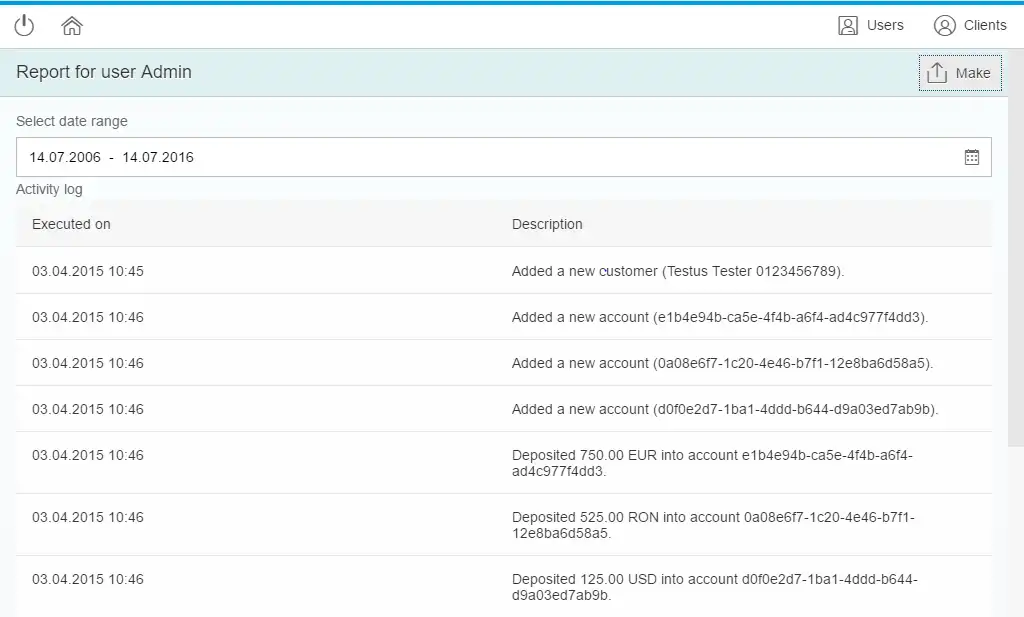 Users
Clients
Report for user Admin
Make
Select date range
14.07.2006 - 14.07.2016
Activity log
Executed on
Description
03.04.2015 10:45
Added a new customer (Testus Tester 0123456789).
03.04.2015 10:46
Added a new account (e1b4e94b-ca5e-4f4b-a6f4-ad4c977f4dd3).
03.04.2015 10:46
Added a new account (0a08e6f7-1c20-4e46-b7f1-12e8ba6d58a5).
03.04.2015 10:46
Added a new account (d0f0e2d7-1ba1-4ddd-b644-d9a03ed7ab9b).
03.04.2015 10:46
Deposited 750.00 EUR into account e1b4e94b-ca5e-4f4b-a6f4-
ad4c977f4dd3.
03.04.2015 10:46
Deposited 525.00 RON into account 0a08e6f7-1c20-4e46-b7f1-
12e8ba6d58a5.
03.04.2015 10:46
Deposited 125.00 USD into account d0f0e2d7-1ba1-4ddd-b644-
d9a03ed7ab9b.